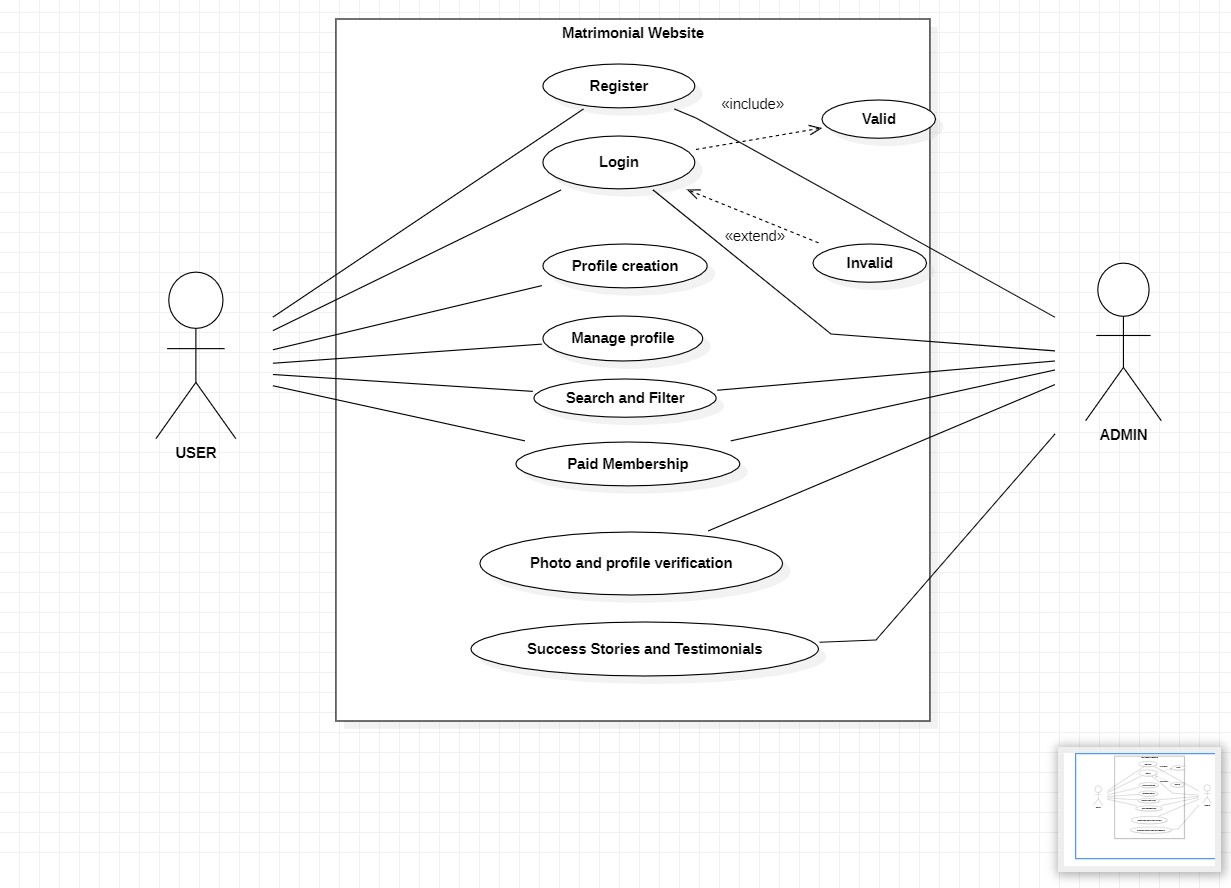 Matrimonial Website
Register
«include»
Valid
Login
«extend»
Invalid
Profile creation
Manage profile
Search and Filter
Paid Membership
USER
ADMIN
Photo and profile verification
Success Stories and Testimonials